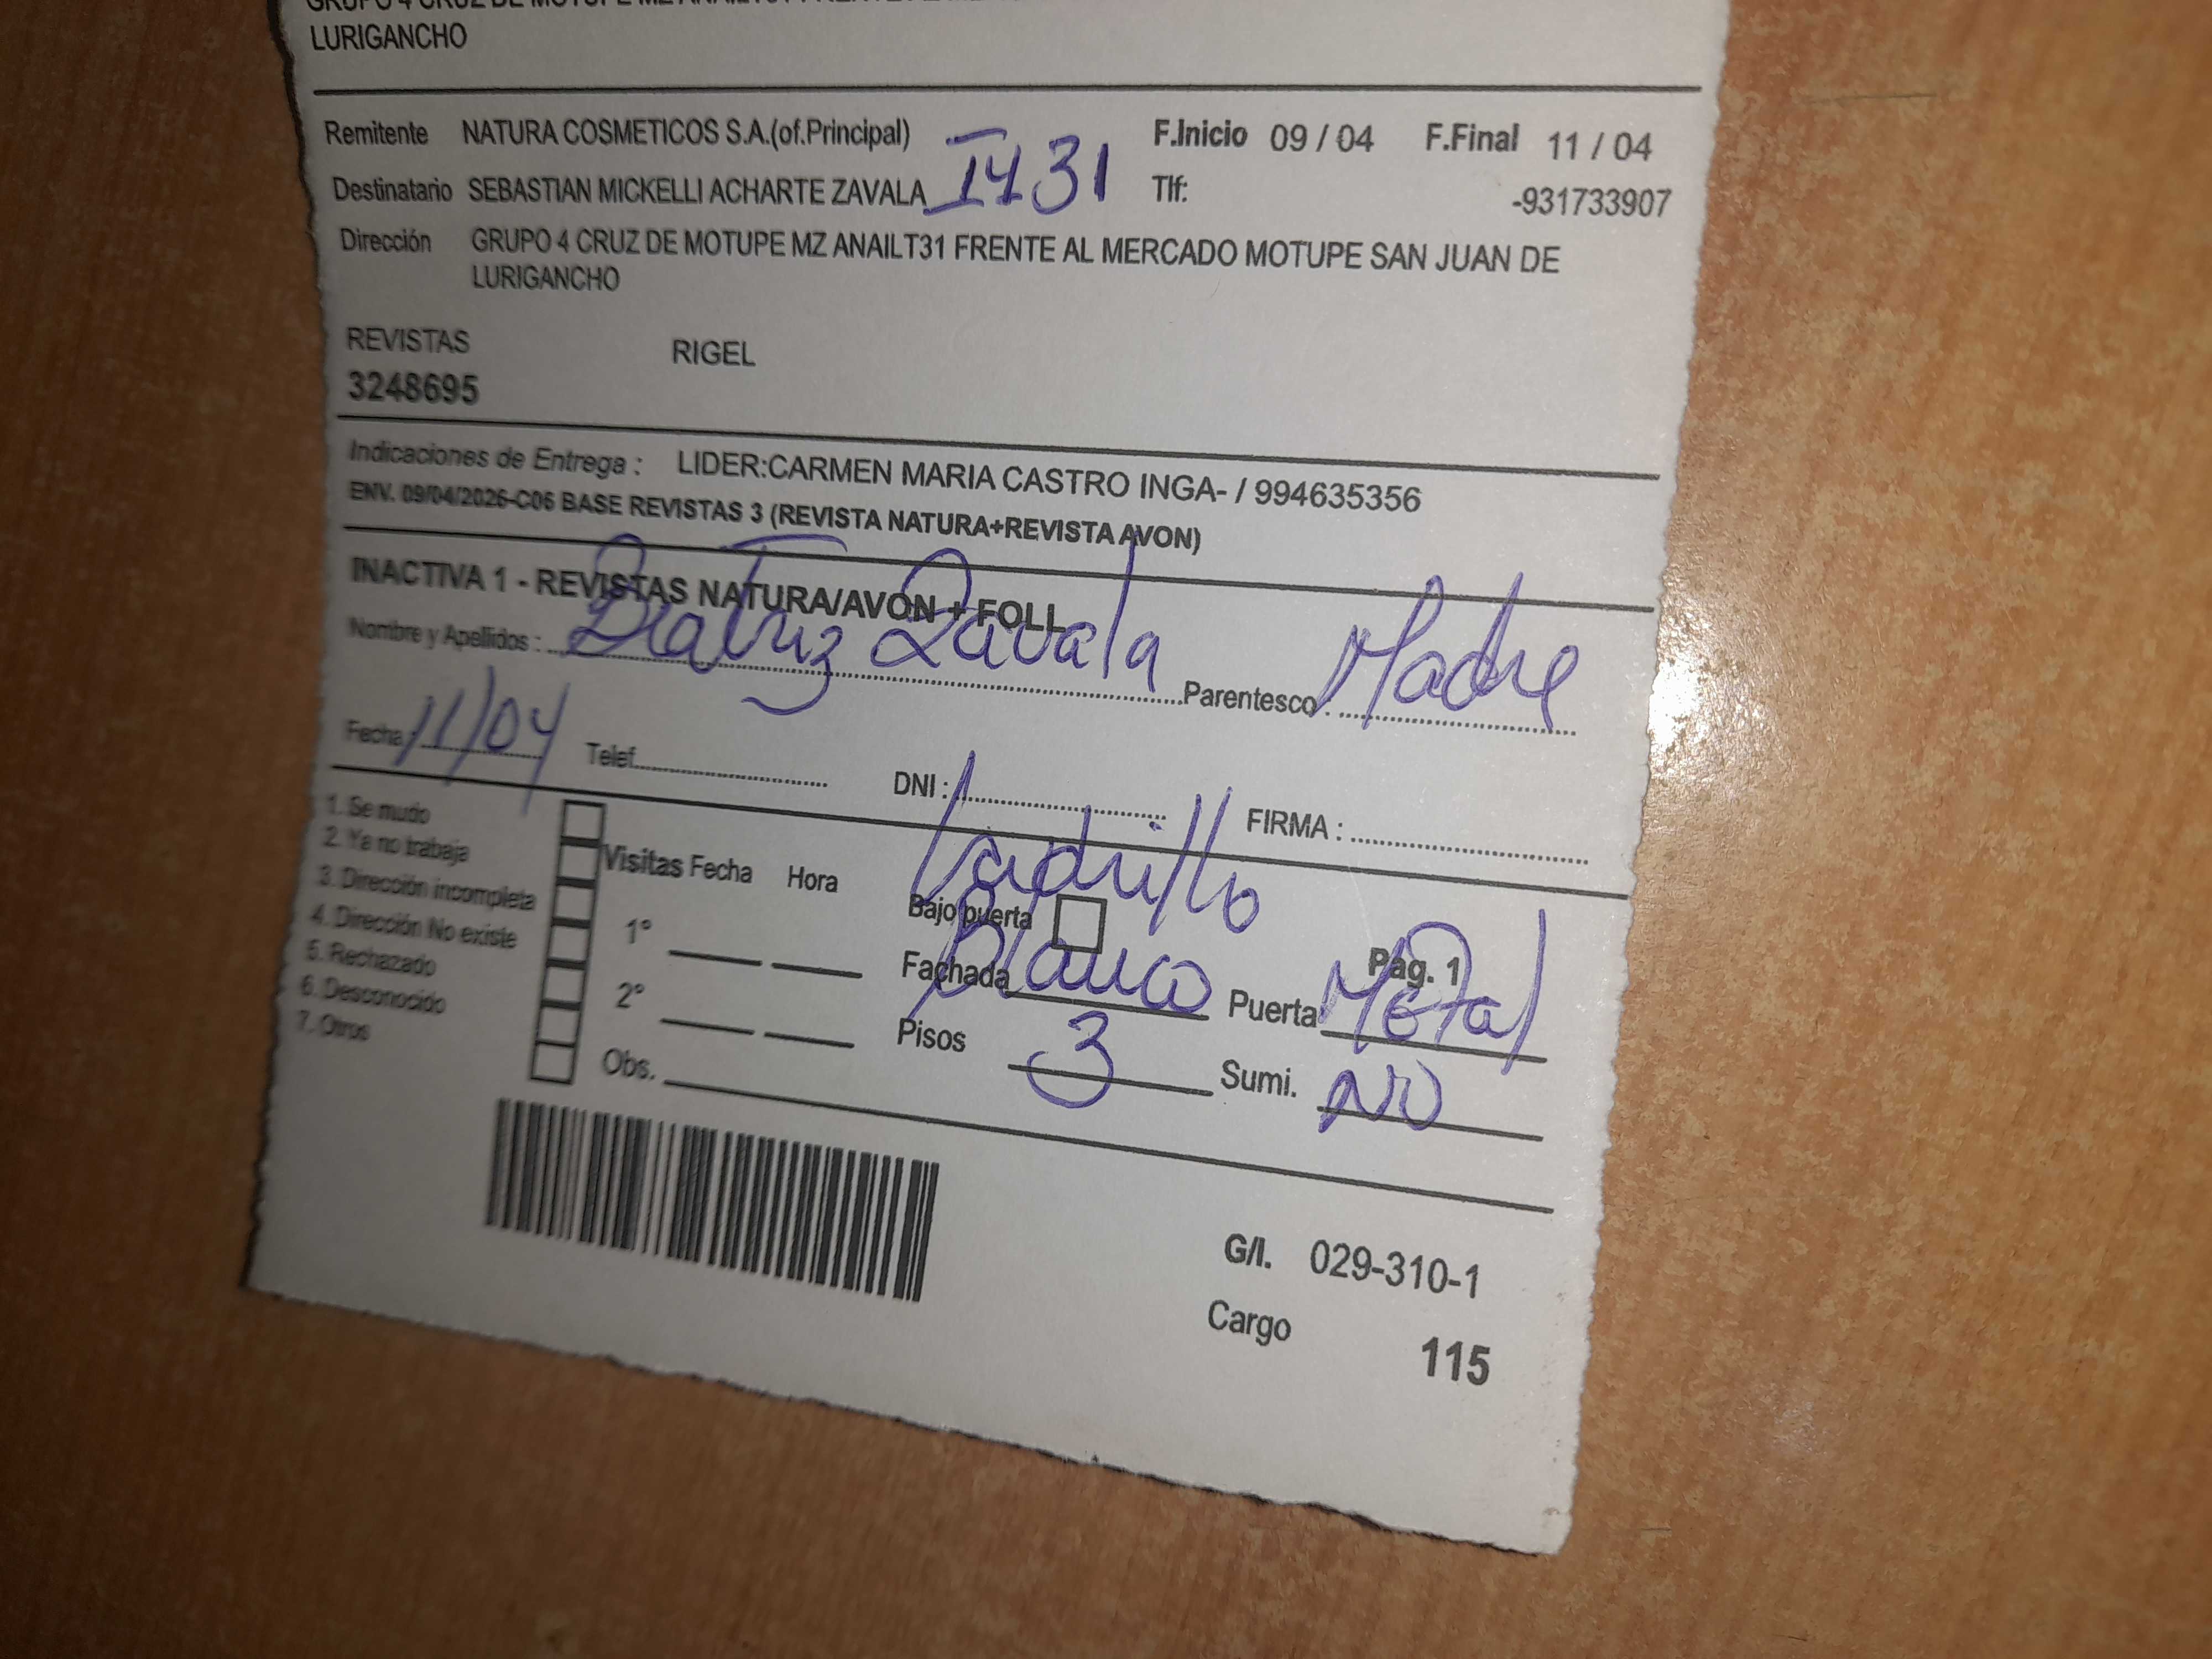 LURIGANCHO
Remitente NATURA COSMETICOS S.A.(of.Principal) F.Inicio 09 / 04 F.Final 11 / 04
Destinatario SEBASTIAN MICKELLI ACHARTE ZAVALA 31 Tlf: -931733907
Dirección GRUPO 4 CRUZ DE MOTUPE MZ ANAILT31 FRENTE AL MERCADO MOTUPE SAN JUAN DE
LURIGANCHO
REVISTAS RIGEL
3248695
Indicaciones de Entrega : LIDER:CARMEN MARIA CASTRO INGA- / 994635356
ENV. 09/04/2026-C06 BASE REVISTAS 3 (REVISTA NATURA+REVISTA AVON)
INACTIVA 1 - REVISTAS NATURA/AVON + FOLL
Nombre y Apellidos : Beatriz Zavala Parentesco : Madre
Fecha : 11/04 Telef. DNI : FIRMA :
1. Se mudo
2. Ya no trabaja
3. Dirección incompleta
4. Dirección No existe
5. Rechazado
6. Desconocido
7. Otros
Visitas Fecha Hora
1°
2°
Obs.
Ladrillo
Bajo puerta Pag. 1
Fachada Blanco Puerta Metal
Pisos 3 Sumi. NO
G/I. 029-310-1
Cargo 115